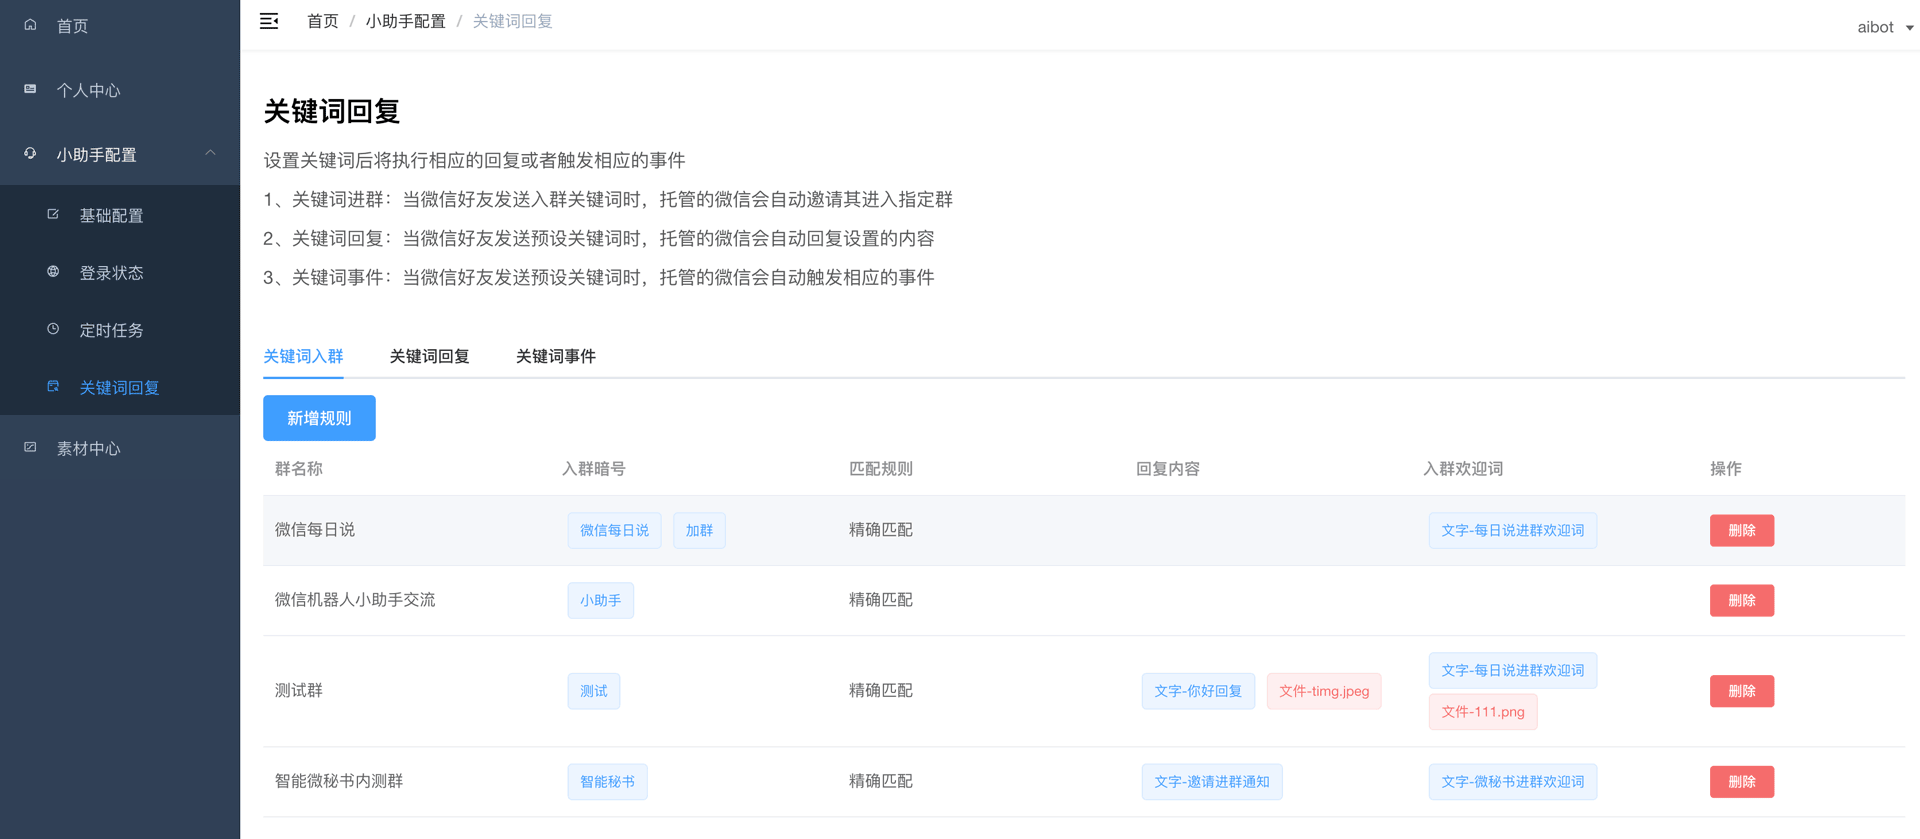 首页
个人中心
小助手配置
基础配置
登录状态
定时任务
关键词回复
素材中心
首页 / 小助手配置 / 关键词回复
aibot
关键词回复
设置关键词后将执行相应的回复或者触发相应的事件
1、关键词进群：当微信好友发送入群关键词时，托管的微信会自动邀请其进入指定群
2、关键词回复：当微信好友发送预设关键词时，托管的微信会自动回复设置的内容
3、关键词事件：当微信好友发送预设关键词时，托管的微信会自动触发相应的事件
关键词入群 关键词回复 关键词事件
新增规则
群名称 入群暗号 匹配规则 回复内容 入群欢迎词 操作
微信每日说 微信每日说 加群 精确匹配 文字-每日说进群欢迎词 删除
微信机器人小助手交流 小助手 精确匹配 删除
测试群 测试 精确匹配 文字-你好回复 文件-timg.jpeg 文字-每日说进群欢迎词 文件-111.png 删除
智能微秘书内测群 智能秘书 精确匹配 文字-邀请进群通知 文字-微秘书进群欢迎词 删除